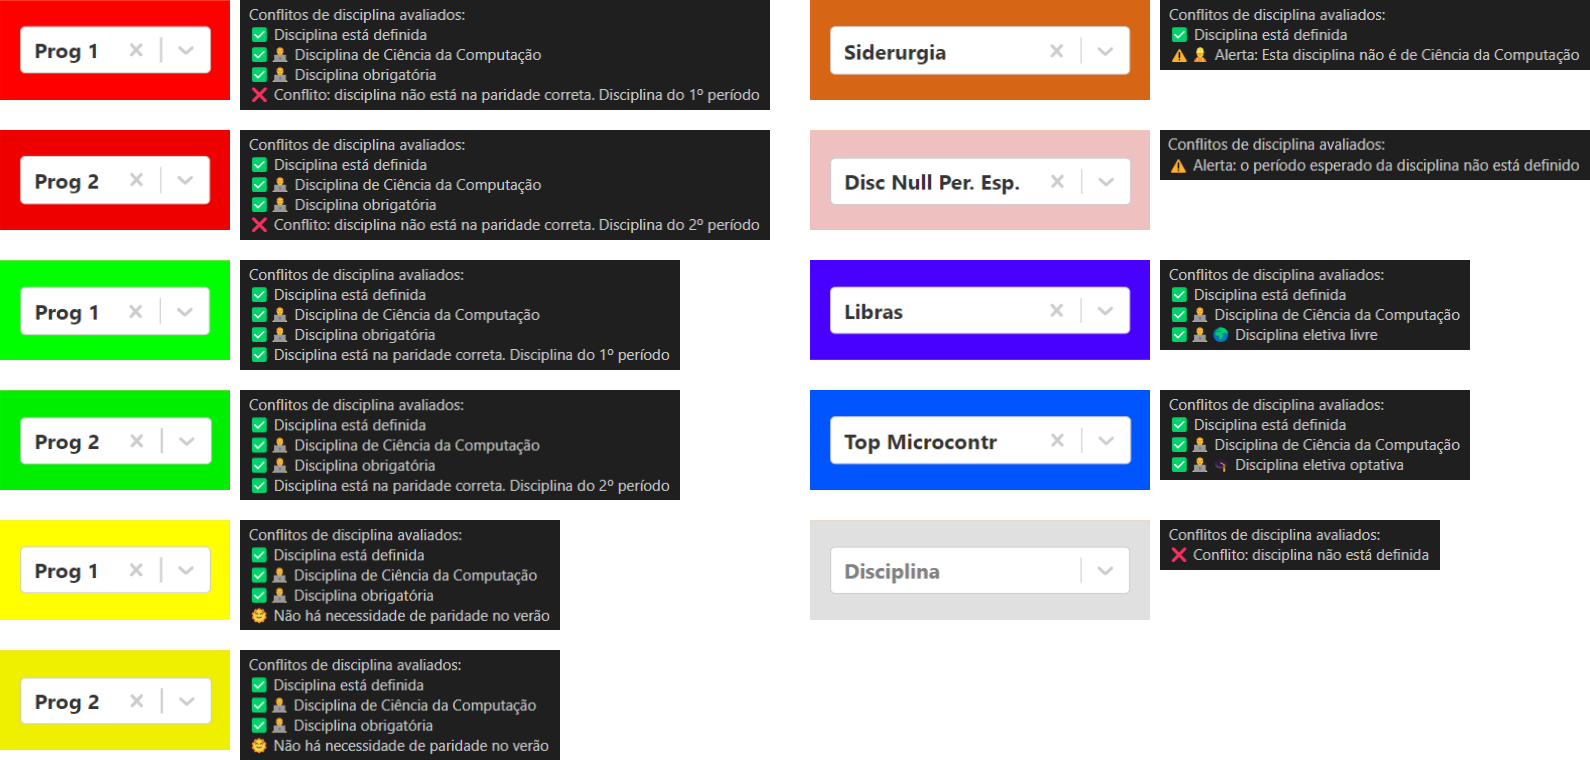 Prog 1
Conflitos de disciplina avaliados:
✅ Disciplina está definida
✅ 👨‍💻 Disciplina de Ciência da Computação
✅ 👨‍💻 Disciplina obrigatória
❌ Conflito: disciplina não está na paridade correta. Disciplina do 1º período
Prog 2
Conflitos de disciplina avaliados:
✅ Disciplina está definida
✅ 👨‍💻 Disciplina de Ciência da Computação
✅ 👨‍💻 Disciplina obrigatória
❌ Conflito: disciplina não está na paridade correta. Disciplina do 2º período
Prog 1
Conflitos de disciplina avaliados:
✅ Disciplina está definida
✅ 👨‍💻 Disciplina de Ciência da Computação
✅ 👨‍💻 Disciplina obrigatória
✅ Disciplina está na paridade correta. Disciplina do 1º período
Prog 2
Conflitos de disciplina avaliados:
✅ Disciplina está definida
✅ 👨‍💻 Disciplina de Ciência da Computação
✅ 👨‍💻 Disciplina obrigatória
✅ Disciplina está na paridade correta. Disciplina do 2º período
Prog 1
Conflitos de disciplina avaliados:
✅ Disciplina está definida
✅ 👨‍💻 Disciplina de Ciência da Computação
✅ 👨‍💻 Disciplina obrigatória
🌞 Não há necessidade de paridade no verão
Prog 2
Conflitos de disciplina avaliados:
✅ Disciplina está definida
✅ 👨‍💻 Disciplina de Ciência da Computação
✅ 👨‍💻 Disciplina obrigatória
🌞 Não há necessidade de paridade no verão
Siderurgia
Conflitos de disciplina avaliados:
✅ Disciplina está definida
⚠️ 👷 Alerta: Esta disciplina não é de Ciência da Computação
Disc Null Per. Esp.
Conflitos de disciplina avaliados:
⚠️ Alerta: o período esperado da disciplina não está definido
Libras
Conflitos de disciplina avaliados:
✅ Disciplina está definida
✅ 👨‍💻 Disciplina de Ciência da Computação
✅ 👨‍💻 🌍 Disciplina eletiva livre
Top Microcontr
Conflitos de disciplina avaliados:
✅ Disciplina está definida
✅ 👨‍💻 Disciplina de Ciência da Computação
✅ 👨‍💻 🎓 Disciplina eletiva optativa
Disciplina
Conflitos de disciplina avaliados:
❌ Conflito: disciplina não está definida